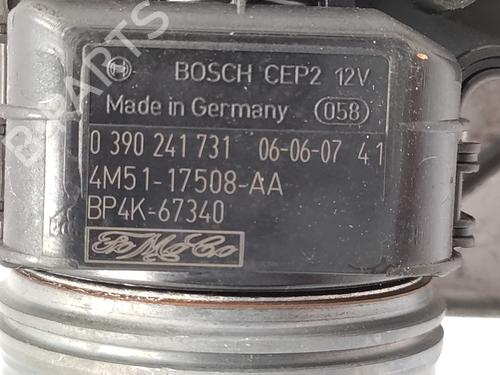 BOSCH CEP2 12V
Made in Germany 058
0 390 241 731 06-06-07 41
4M51-17508-AA
BP4K-67340
FoMoCo
B PARTS